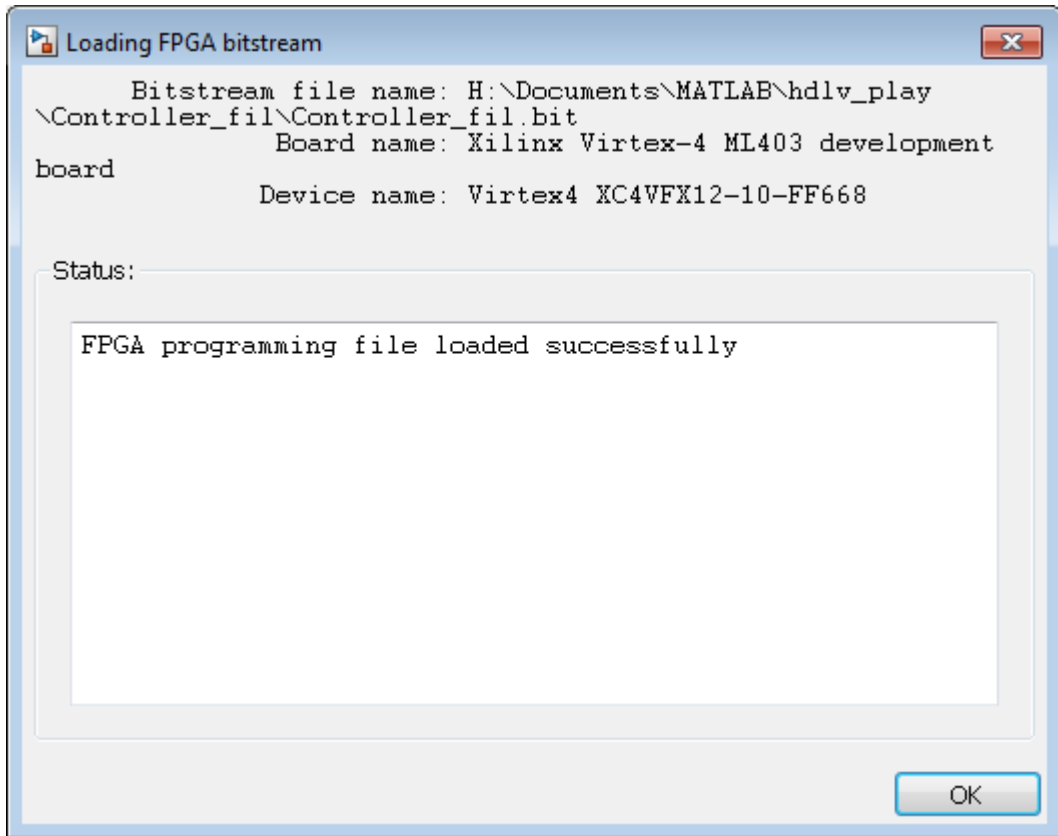 Loading FPGA bitstream
Bitstream file name: H:\Documents\MATLAB\hdlv_play
\Controller_fil\Controller_fil.bit
Board name: Xilinx Virtex-4 ML403 development
board
Device name: Virtex4 XC4VFX12-10-FF668
Status:
FPGA programming file loaded successfully
OK